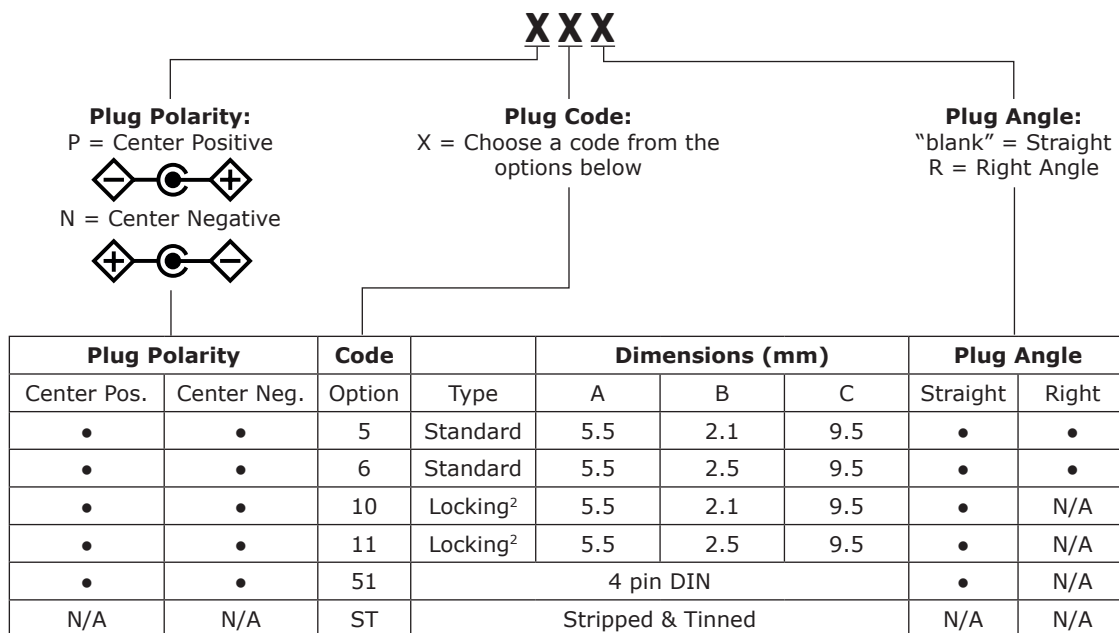 X X X
Plug Polarity:
P = Center Positive
N = Center Negative
Plug Code:
X = Choose a code from the
options below
Plug Angle:
“blank” = Straight
R = Right Angle
Plug Polarity Code Dimensions (mm) Plug Angle
Center Pos. Center Neg. Option Type A B C Straight Right
● ● 5 Standard 5.5 2.1 9.5 ● ●
● ● 6 Standard 5.5 2.5 9.5 ● ●
● ● 10 Locking² 5.5 2.1 9.5 ● N/A
● ● 11 Locking² 5.5 2.5 9.5 ● N/A
● ● 51 4 pin DIN ● N/A
N/A N/A ST Stripped & Tinned N/A N/A